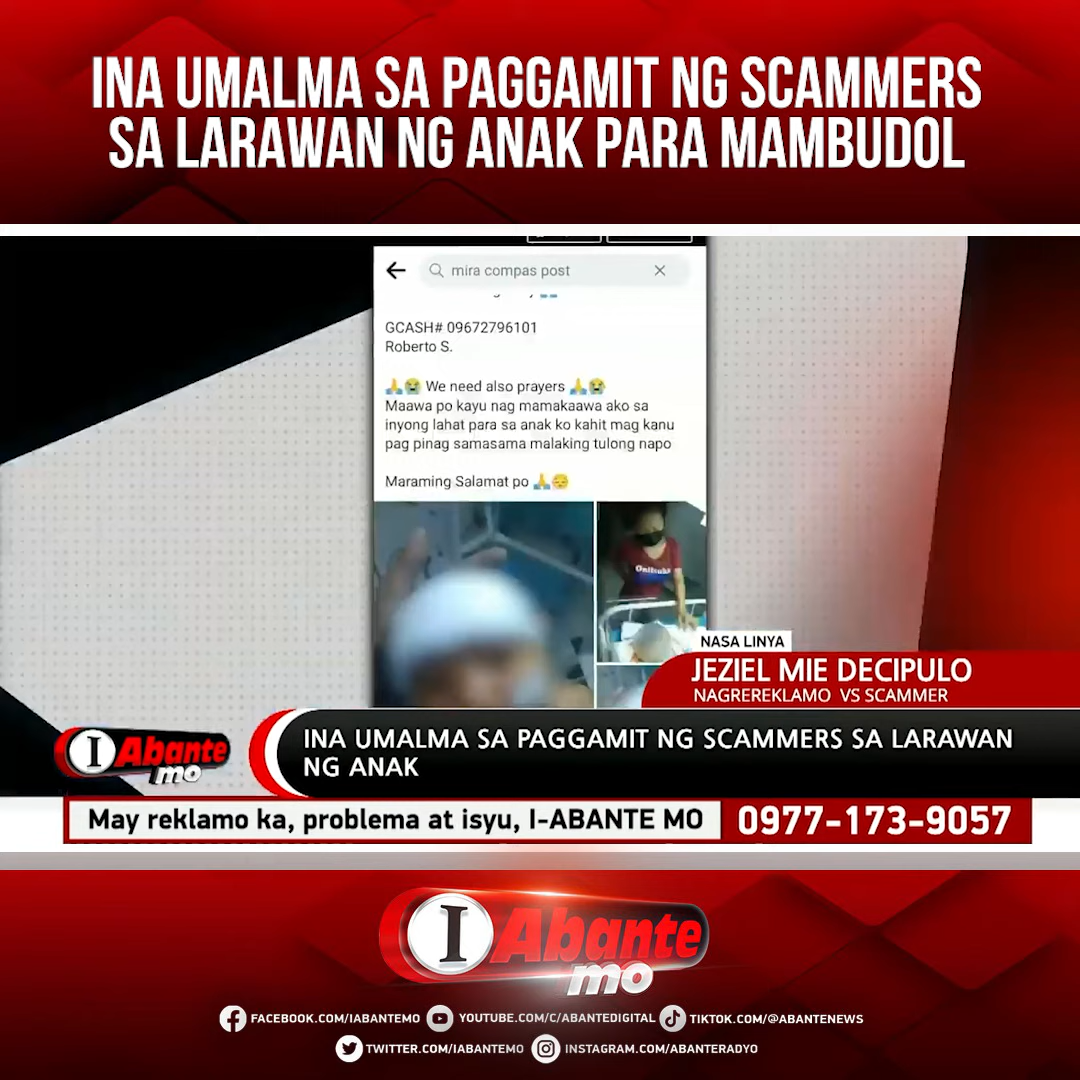 INA UMALMA SA PAGGAMIT NG SCAMMERS
SA LARAWAN NG ANAK PARA MAMBUDOL
mira compas post
GCASH# 09672796101
Roberto S.
🙏😭 We need also prayers 🙏😭
Maawa po kayu nag mamakaawa ako sa
inyong lahat para sa anak ko kahit mag kanu
pag pinag samasama malaking tulong napo
Maraming Salamat po 🙏😔
NASA LINYA
JEZIEL MIE DECIPULO
NAGREREKLAMO VS SCAMMER
I Abante
mo
INA UMALMA SA PAGGAMIT NG SCAMMERS SA LARAWAN
NG ANAK
May reklamo ka, problema at isyu, I-ABANTE MO
0977-173-9057
I Abante
mo
FACEBOOK.COM/IABANTEMO
YOUTUBE.COM/C/ABANTEDIGITAL
TIKTOK.COM/@ABANTENEWS
TWITTER.COM/IABANTEMO
INSTAGRAM.COM/ABANTERADYO